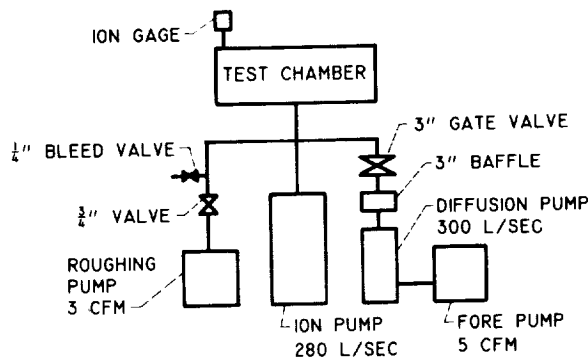 ION GAGE
TEST CHAMBER
3" GATE VALVE
¼" BLEED VALVE
3" BAFFLE
¾" VALVE
DIFFUSION PUMP
300 L/SEC
ROUGHING
PUMP
3 CFM
ION PUMP
280 L/SEC
FORE PUMP
5 CFM